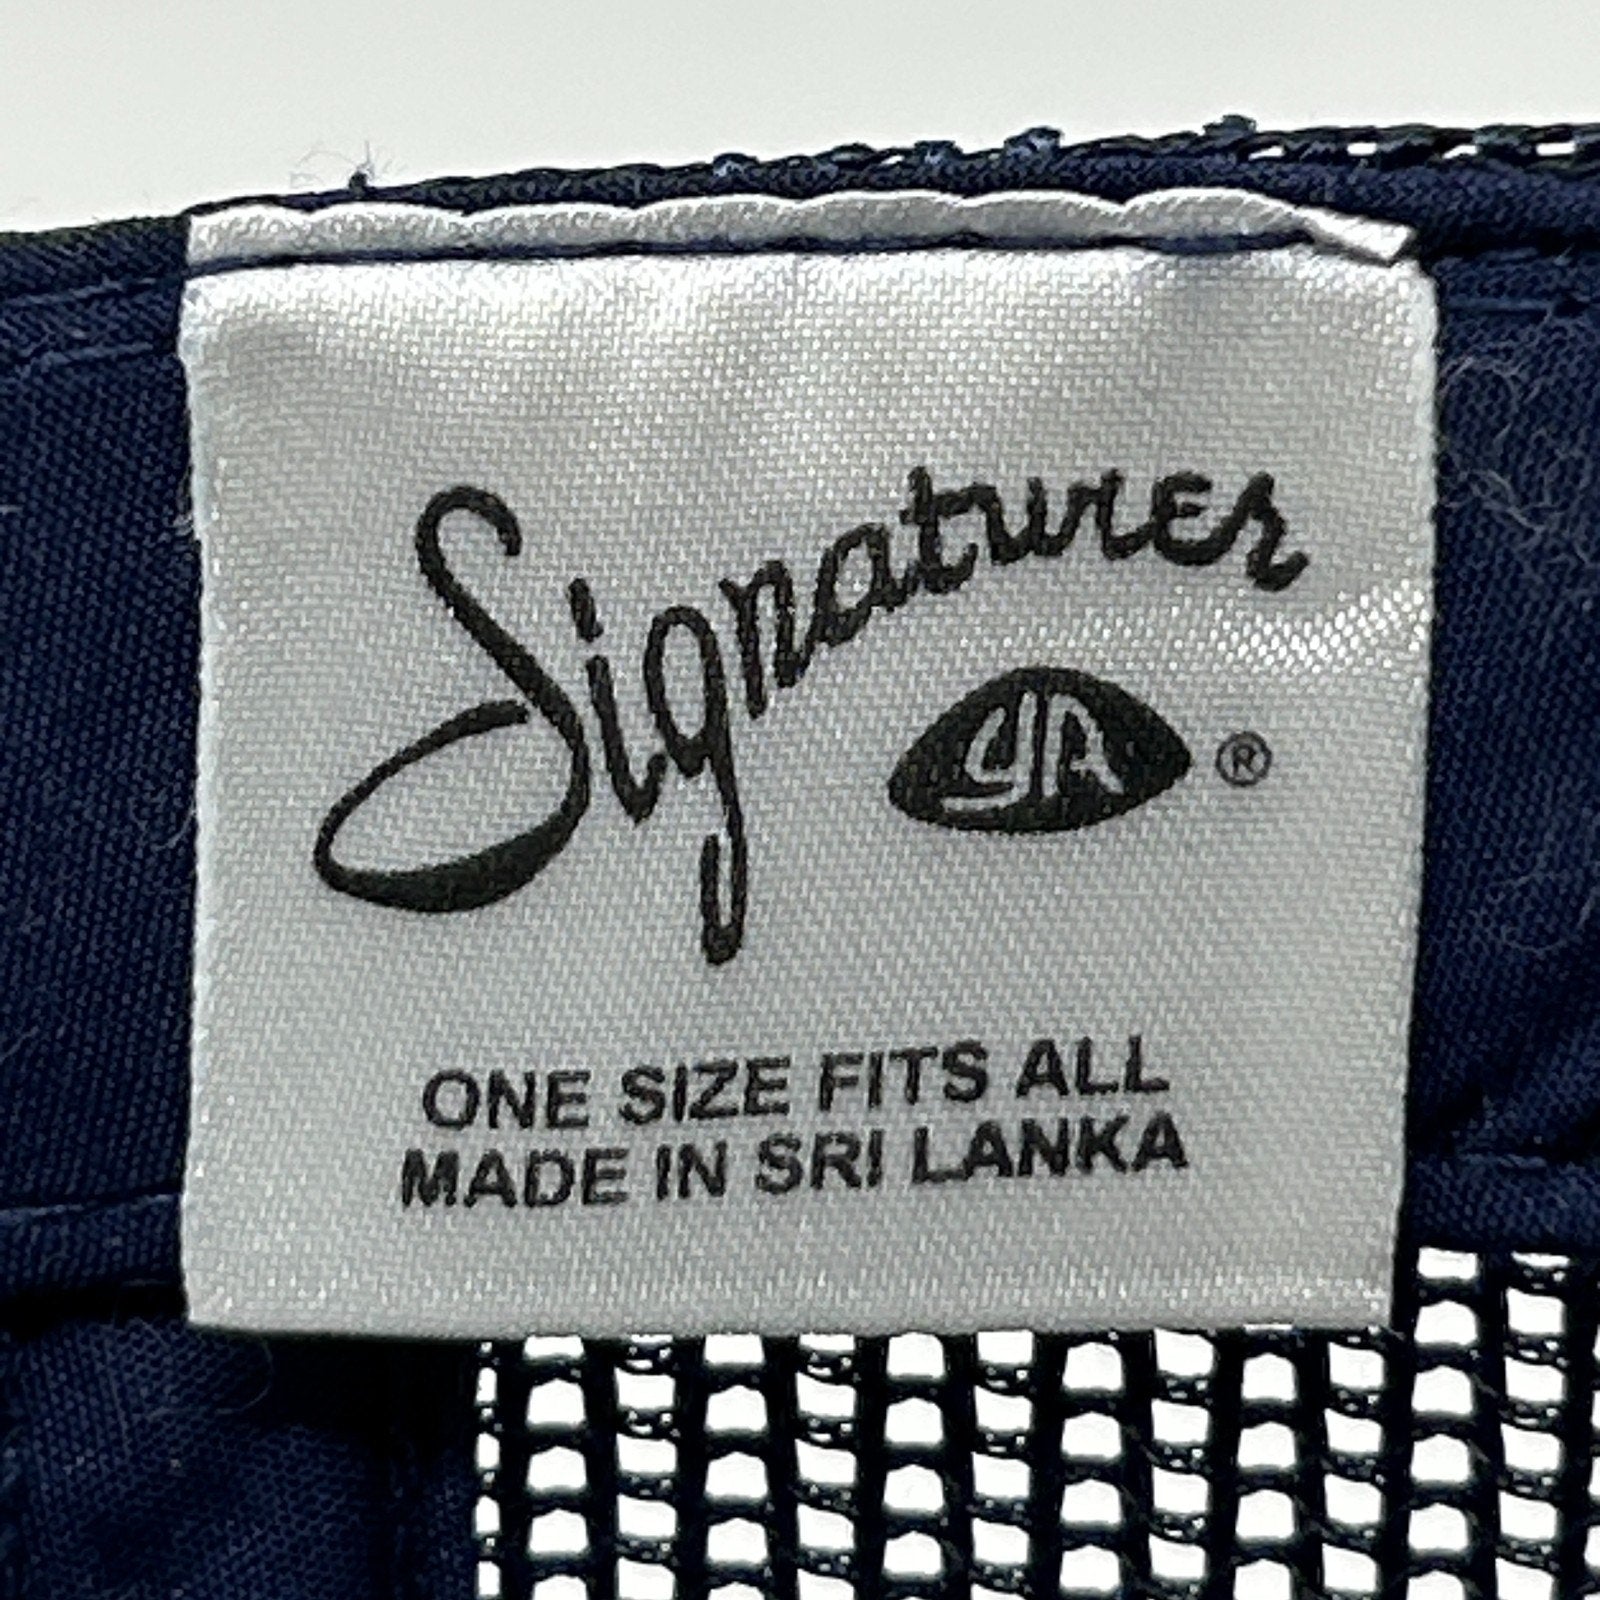 Signatures
®
ONE SIZE FITS ALL
MADE IN SRI LANKA